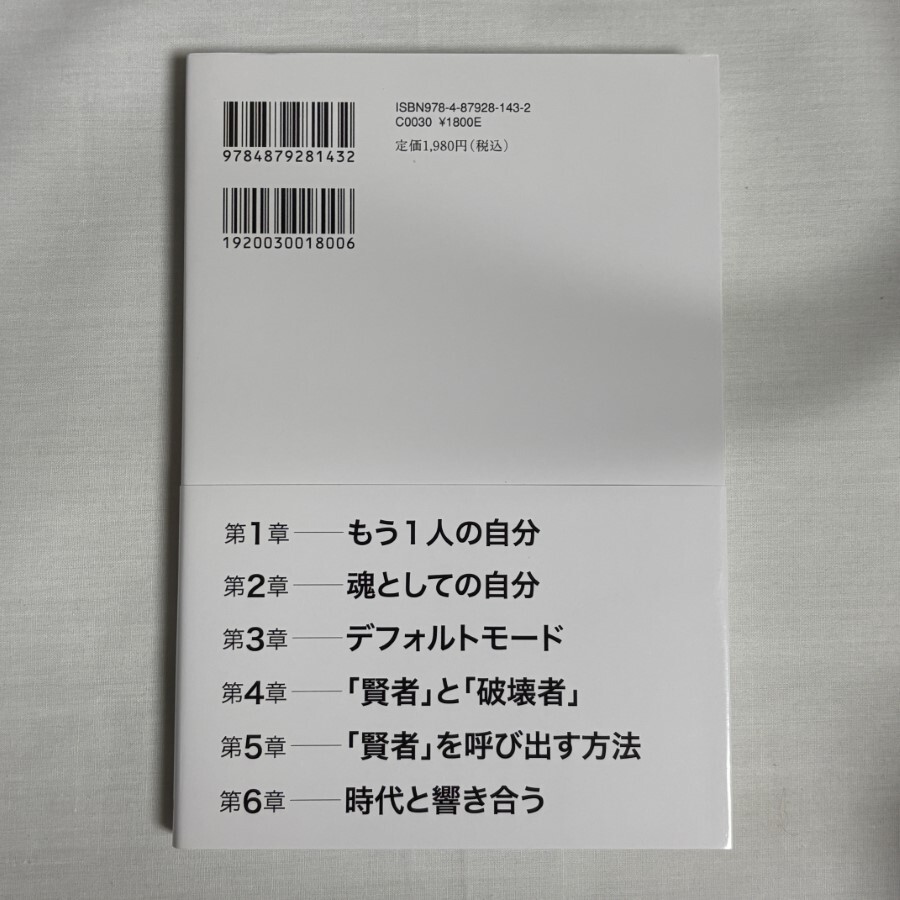 ISBN978-4-87928-143-2
C0030 ¥1800E
定価1,980円(税込)
9784879281432
1920030018006
第1章――もう1人の自分
第2章――魂としての自分
第3章――デフォルトモード
第4章――「賢者」と「破壊者」
第5章――「賢者」を呼び出す方法
第6章――時代と響き合う